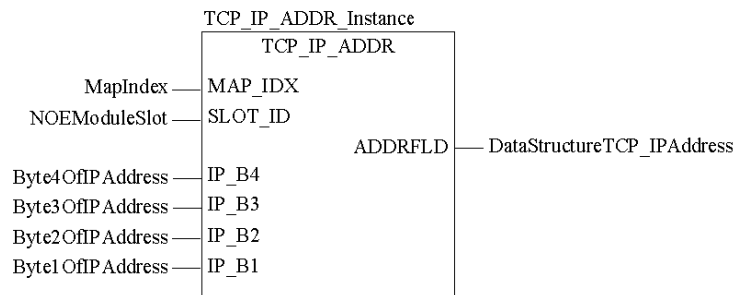 TCP_IP_ADDR_Instance
TCP_IP_ADDR
MapIndex MAP_IDX
NOEModuleSlot SLOT_ID
ADDRFLD DataStructureTCP_IPAddress
Byte4OfIPAddress IP_B4
Byte3OfIPAddress IP_B3
Byte2OfIPAddress IP_B2
Byte1OfIPAddress IP_B1